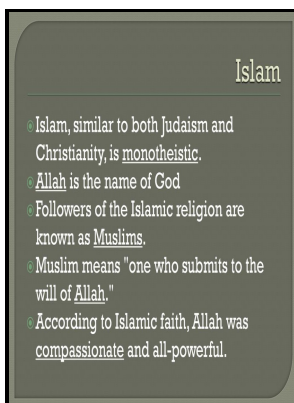 Islam
Islam, similar to both Judaism and
Christianity, is monotheistic.
Allah is the name of God
Followers of the Islamic religion are
known as Muslims.
Muslim means "one who submits to the
will of Allah."
According to Islamic faith, Allah was
compassionate and all-powerful.